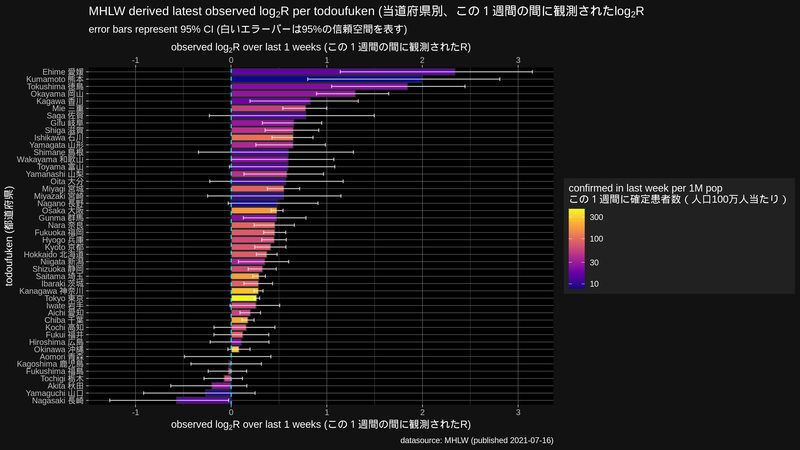 MHLW derived latest observed log2R per todoufuken (当道府県別、この１週間の間に観測されたlog2R
error bars represent 95% CI (白いエラーバーは95%の信頼空間を表す)
observed log2R over last 1 weeks (この１週間の間に観測されたR)
-1 0 1 2 3
todoufuken (都道府県)
Ehime 愛媛
Kumamoto 熊本
Tokushima 徳島
Okayama 岡山
Kagawa 香川
Mie 三重
Saga 佐賀
Gifu 岐阜
Shiga 滋賀
Ishikawa 石川
Yamagata 山形
Shimane 島根
Wakayama 和歌山
Toyama 富山
Yamanashi 山梨
Oita 大分
Miyagi 宮城
Miyazaki 宮崎
Nagano 長野
Osaka 大阪
Gunma 群馬
Nara 奈良
Fukuoka 福岡
Hyogo 兵庫
Kyoto 京都
Hokkaido 北海道
Niigata 新潟
Shizuoka 静岡
Saitama 埼玉
Ibaraki 茨城
Kanagawa 神奈川
Tokyo 東京
Iwate 岩手
Aichi 愛知
Chiba 千葉
Kochi 高知
Fukui 福井
Hiroshima 広島
Okinawa 沖縄
Aomori 青森
Kagoshima 鹿児島
Fukushima 福島
Tochigi 栃木
Akita 秋田
Yamaguchi 山口
Nagasaki 長崎
-1 0 1 2 3
observed log2R over last 1 weeks (この１週間の間に観測されたR)
confirmed in last week per 1M pop
この１週間に確定患者数（人口100万人当たり）
300
100
30
10
datasource: MHLW (published 2021-07-16)